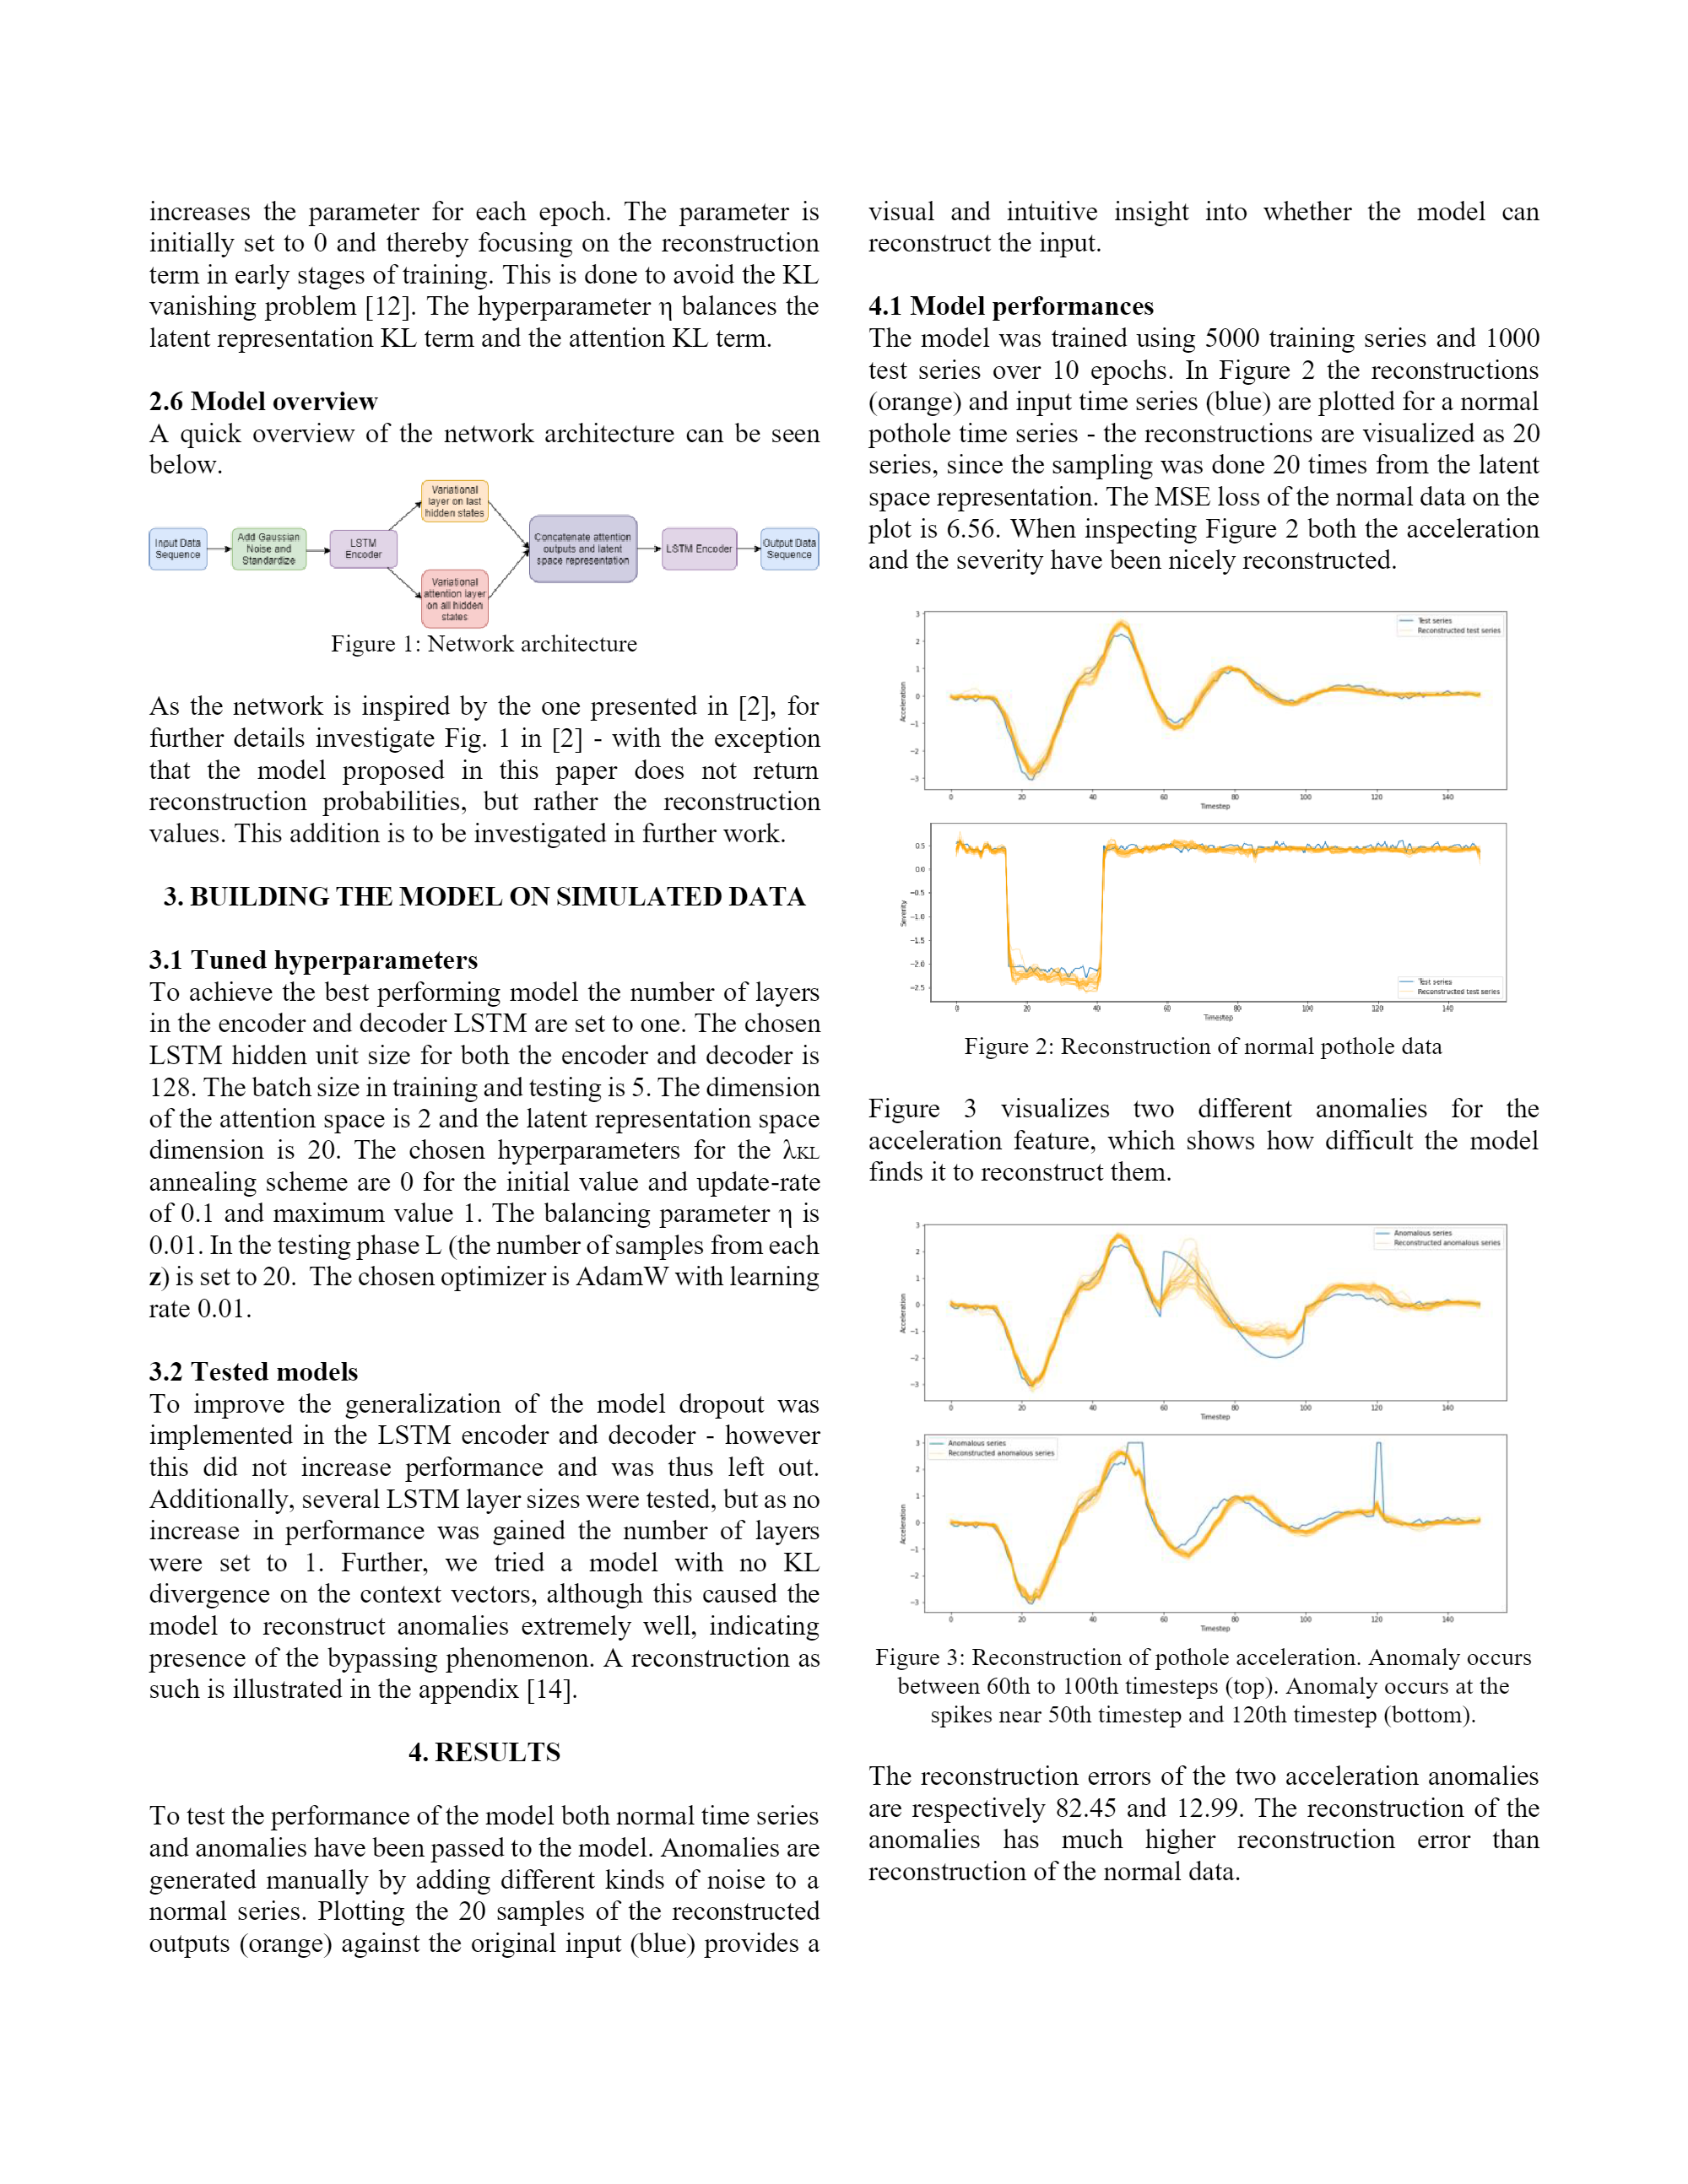 increases the parameter for each epoch. The parameter is
initially set to 0 and thereby focusing on the reconstruction
term in early stages of training. This is done to avoid the KL
vanishing problem [12]. The hyperparameter η balances the
latent representation KL term and the attention KL term.
2.6 Model overview
A quick overview of the network architecture can be seen
below.
Input Data
Sequence
Add Gaussian
Noise and
Standardize
LSTM
Encoder
Variational
layer on last
hidden states
Variational
attention layer
on all hidden
states
Concatenate attention
outputs and latent
space representation
LSTM Encoder
Output Data
Sequence
Figure 1: Network architecture
As the network is inspired by the one presented in [2], for
further details investigate Fig. 1 in [2] - with the exception
that the model proposed in this paper does not return
reconstruction probabilities, but rather the reconstruction
values. This addition is to be investigated in further work.
3. BUILDING THE MODEL ON SIMULATED DATA
3.1 Tuned hyperparameters
To achieve the best performing model the number of layers
in the encoder and decoder LSTM are set to one. The chosen
LSTM hidden unit size for both the encoder and decoder is
128. The batch size in training and testing is 5. The dimension
of the attention space is 2 and the latent representation space
dimension is 20. The chosen hyperparameters for the λKL
annealing scheme are 0 for the initial value and update-rate
of 0.1 and maximum value 1. The balancing parameter η is
0.01. In the testing phase L (the number of samples from each
z) is set to 20. The chosen optimizer is AdamW with learning
rate 0.01.
3.2 Tested models
To improve the generalization of the model dropout was
implemented in the LSTM encoder and decoder - however
this did not increase performance and was thus left out.
Additionally, several LSTM layer sizes were tested, but as no
increase in performance was gained the number of layers
were set to 1. Further, we tried a model with no KL
divergence on the context vectors, although this caused the
model to reconstruct anomalies extremely well, indicating
presence of the bypassing phenomenon. A reconstruction as
such is illustrated in the appendix [14].
4. RESULTS
To test the performance of the model both normal time series
and anomalies have been passed to the model. Anomalies are
generated manually by adding different kinds of noise to a
normal series. Plotting the 20 samples of the reconstructed
outputs (orange) against the original input (blue) provides a
visual and intuitive insight into whether the model can
reconstruct the input.
4.1 Model performances
The model was trained using 5000 training series and 1000
test series over 10 epochs. In Figure 2 the reconstructions
(orange) and input time series (blue) are plotted for a normal
pothole time series - the reconstructions are visualized as 20
series, since the sampling was done 20 times from the latent
space representation. The MSE loss of the normal data on the
plot is 6.56. When inspecting Figure 2 both the acceleration
and the severity have been nicely reconstructed.
Test series
Reconstructed test series
Acceleration
3
2
1
0
−1
−2
−3
0 20 40 60 80 100 120 140
Timestep
Severity
0.5
0.0
−0.5
−1.0
−1.5
−2.0
−2.5
Test series
Reconstructed test series
0 20 40 60 80 100 120 140
Timestep
Figure 2: Reconstruction of normal pothole data
Figure 3 visualizes two different anomalies for the
acceleration feature, which shows how difficult the model
finds it to reconstruct them.
Anomalous series
Reconstructed anomalous series
Acceleration
3
2
1
0
−1
−2
−3
0 20 40 60 80 100 120 140
Timestep
Anomalous series
Reconstructed anomalous series
Acceleration
3
2
1
0
−1
−2
−3
0 20 40 60 80 100 120 140
Timestep
Figure 3: Reconstruction of pothole acceleration. Anomaly occurs
between 60th to 100th timesteps (top). Anomaly occurs at the
spikes near 50th timestep and 120th timestep (bottom).
The reconstruction errors of the two acceleration anomalies
are respectively 82.45 and 12.99. The reconstruction of the
anomalies has much higher reconstruction error than
reconstruction of the normal data.